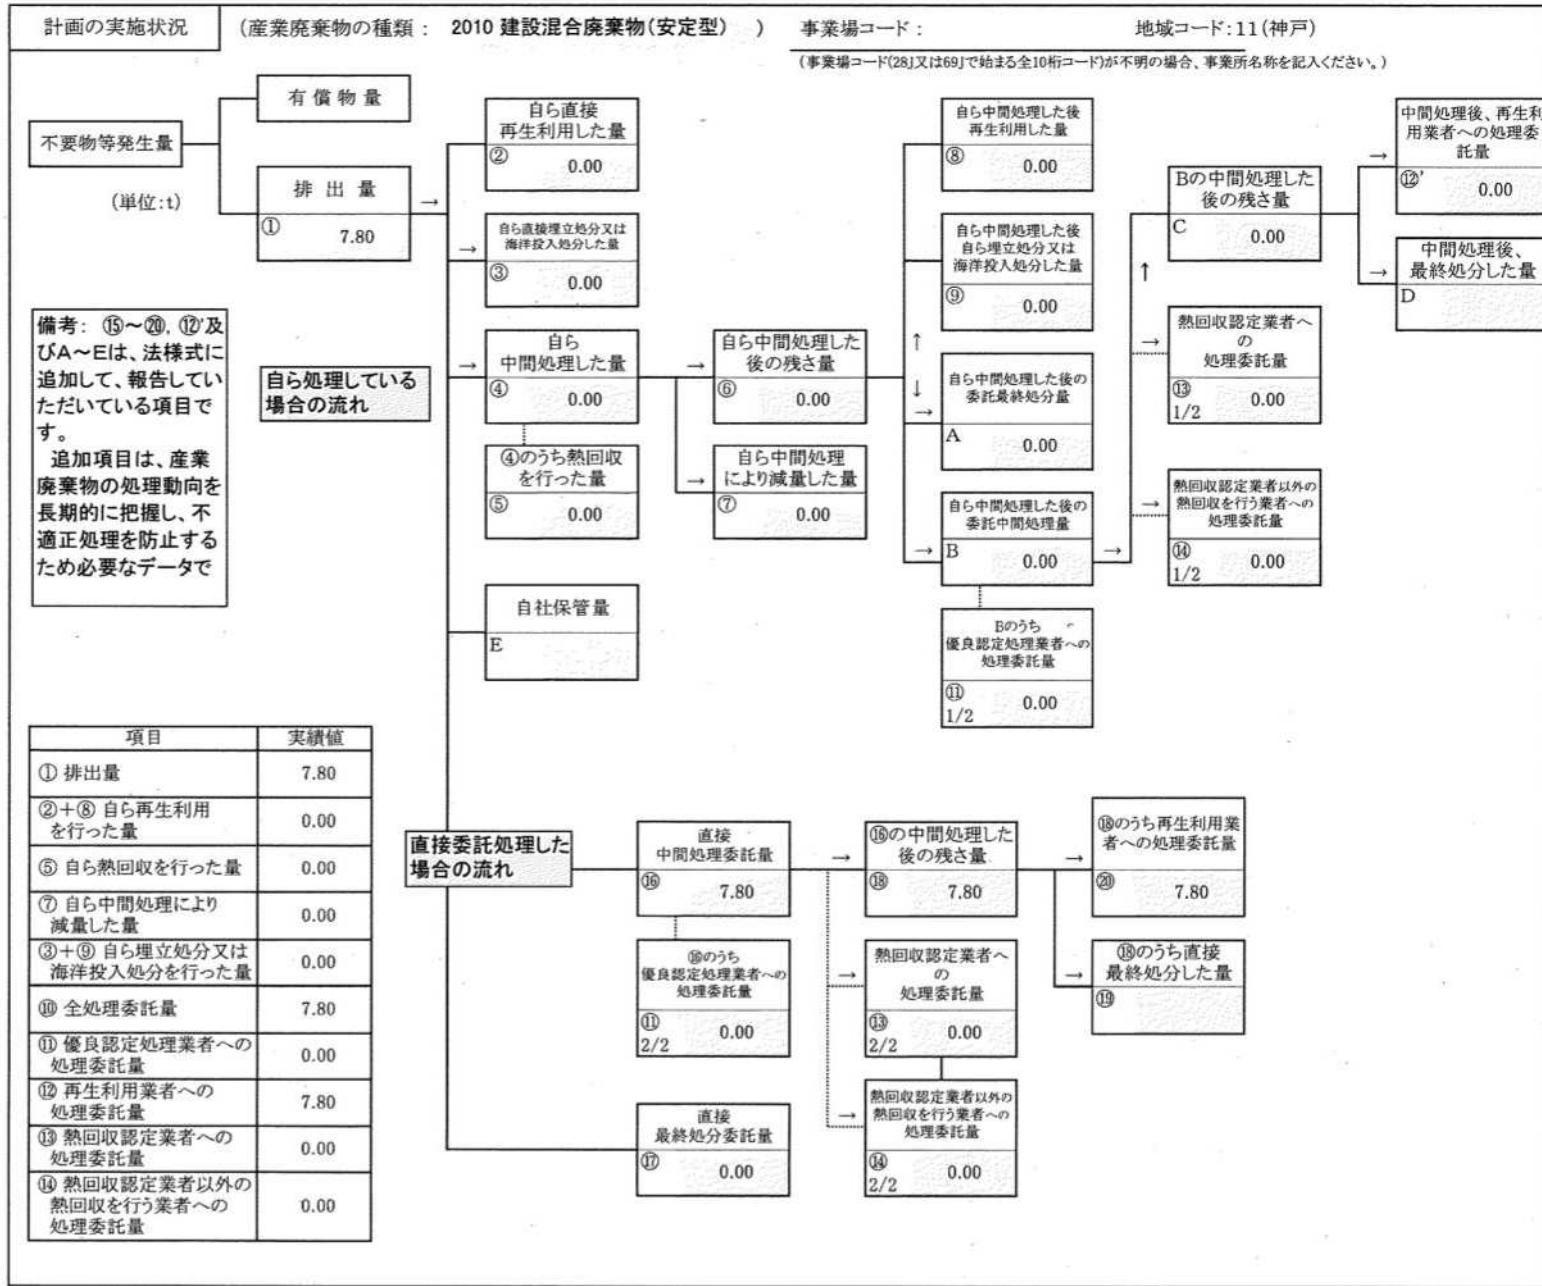 計画の実施状況 (産業廃棄物の種類: 2010 建設混合廃棄物(安定型) ) 事業場コード: 地域コード:11(神戸)
(事業場コード(28」又は69」で始まる全10桁コード)が不明の場合、事業所名称を記入ください。)
不要物等発生量
(単位:t)
有償物量
排出量
① 7.80
備考: ⑮～⑳, ⑫'及
びA～Eは、法様式に
追加して、報告してい
ただいている項目で
す。
追加項目は、産業
廃棄物の処理動向を
長期的に把握し、不
適正処理を防止する
ため必要なデータで
自ら処理している
場合の流れ
自ら直接
再生利用した量
② 0.00
→
自ら直接埋立処分又は
海洋投入処分した量
→
③ 0.00
自ら
中間処理した量
→
④ 0.00
④のうち熱回収
を行った量
⑤ 0.00
自社保管量
E
自ら中間処理した
後の残さ量
→
⑥ 0.00
自ら中間処理
により減量した量
→
⑦ 0.00
自ら中間処理した後
再生利用した量
⑧ 0.00
自ら中間処理した後
自ら埋立処分又は
海洋投入処分した量
⑨ 0.00
↑
↓
→
自ら中間処理した後の
委託最終処分量
A 0.00
自ら中間処理した後の
委託中間処理量
→
B 0.00
→
Bのうち
優良認定処理業者への
処理委託量
⑪ 0.00
1/2
Bの中間処理した
後の残さ量
C 0.00
↑
熱回収認定業者へ
の
処理委託量
→
⑬ 0.00
1/2
熱回収認定業者以外の
熱回収を行う業者への
処理委託量
→
⑭ 0.00
1/2
中間処理後、再生利
用業者への処理委
託量
→
⑫' 0.00
中間処理後、
最終処分した量
→
D
項目 実績値
① 排出量 7.80
②+⑧ 自ら再生利用
を行った量 0.00
⑤ 自ら熱回収を行った量 0.00
⑦ 自ら中間処理により
減量した量 0.00
③+⑨ 自ら埋立処分又は
海洋投入処分を行った量 0.00
⑩ 全処理委託量 7.80
⑪ 優良認定処理業者への
処理委託量 0.00
⑫ 再生利用業者への
処理委託量 7.80
⑬ 熱回収認定業者への
処理委託量 0.00
⑭ 熱回収認定業者以外の
熱回収を行う業者への
処理委託量 0.00
直接委託処理した
場合の流れ
直接
中間処理委託量
⑯ 7.80
→
⑯のうち
優良認定処理業者への
処理委託量
⑪ 0.00
2/2
直接
最終処分委託量
⑰ 0.00
⑯の中間処理した
後の残さ量
⑱ 7.80
→
熱回収認定業者へ
の
処理委託量
→
⑬ 0.00
2/2
熱回収認定業者以外の
熱回収を行う業者への
処理委託量
→
⑭ 0.00
2/2
⑱のうち再生利用業
者への処理委託量
⑳ 7.80
⑱のうち直接
最終処分した量
→
⑲